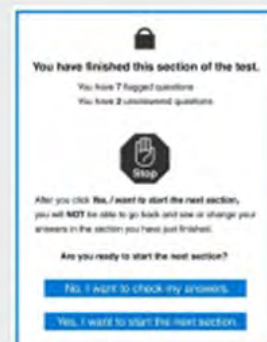 You have finished this section of the test.
You have 7 flagged questions
You have 2 unanswered questions
Stop
After you click Yes, I want to start the next section,
you will NOT be able to go back and see or change your
answers in the section you have just finished.
Are you ready to start the next section?
No, I want to check my answers.
Yes, I want to start the next section.